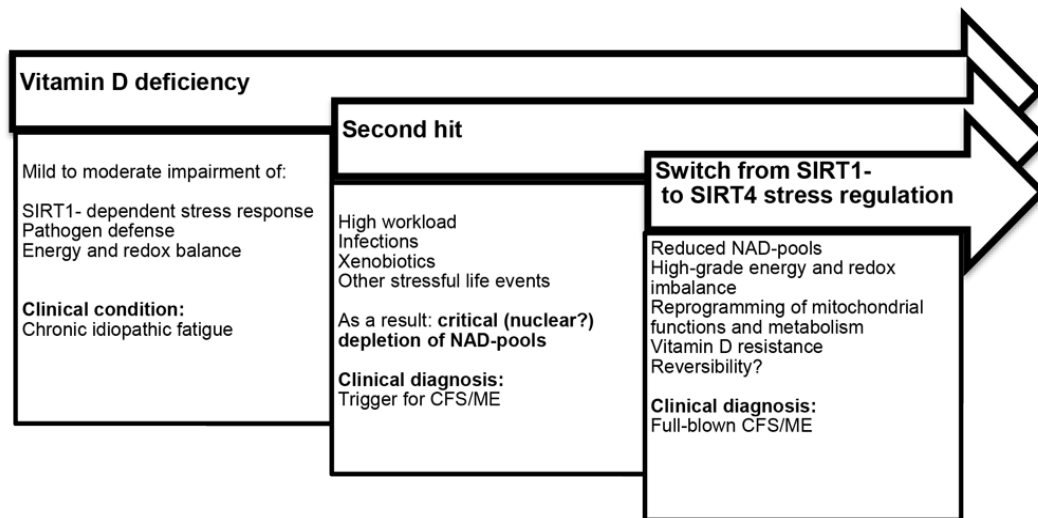 Vitamin D deficiency
Mild to moderate impairment of:
SIRT1- dependent stress response
Pathogen defense
Energy and redox balance
Clinical condition:
Chronic idiopathic fatigue
Second hit
High workload
Infections
Xenobiotics
Other stressful life events
As a result: critical (nuclear?)
depletion of NAD-pools
Clinical diagnosis:
Trigger for CFS/ME
Switch from SIRT1-
to SIRT4 stress regulation
Reduced NAD-pools
High-grade energy and redox
imbalance
Reprogramming of mitochondrial
functions and metabolism
Vitamin D resistance
Reversibility?
Clinical diagnosis:
Full-blown CFS/ME